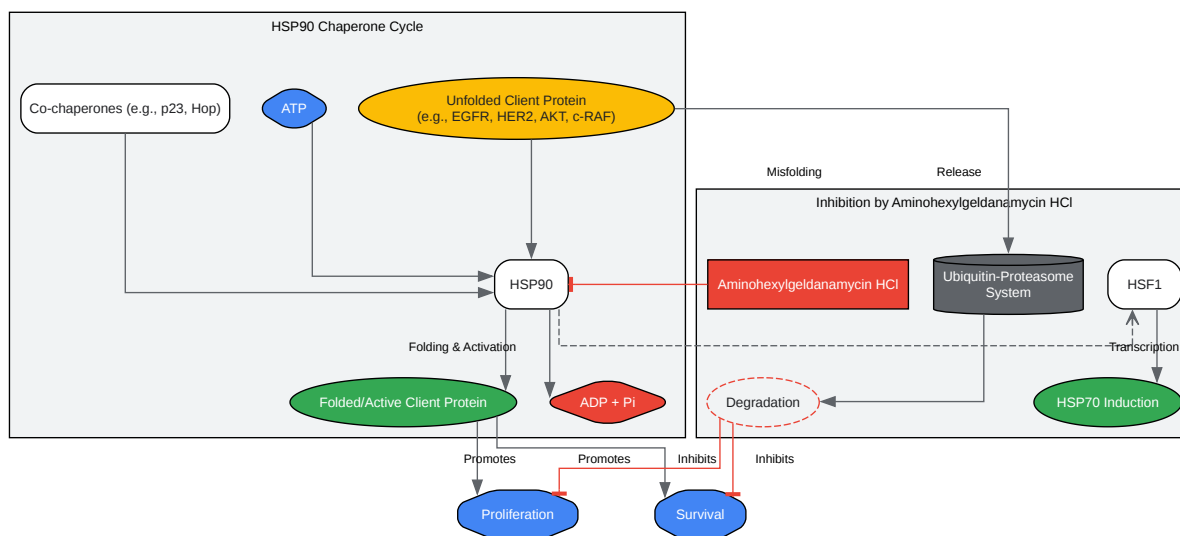 HSP90 Chaperone Cycle
Co-chaperones (e.g., p23, Hop)
ATP
Unfolded Client Protein
(e.g., EGFR, HER2, AKT, c-RAF)
Misfolding
Release
Inhibition by Aminohexylgeldanamycin HCl
HSP90
Aminohexylgeldanamycin HCl
Ubiquitin-Proteasome
System
HSF1
Folding & Activation
Transcription
Folded/Active Client Protein
ADP + Pi
Degradation
HSP70 Induction
Promotes
Promotes
Inhibits
Inhibits
Proliferation
Survival